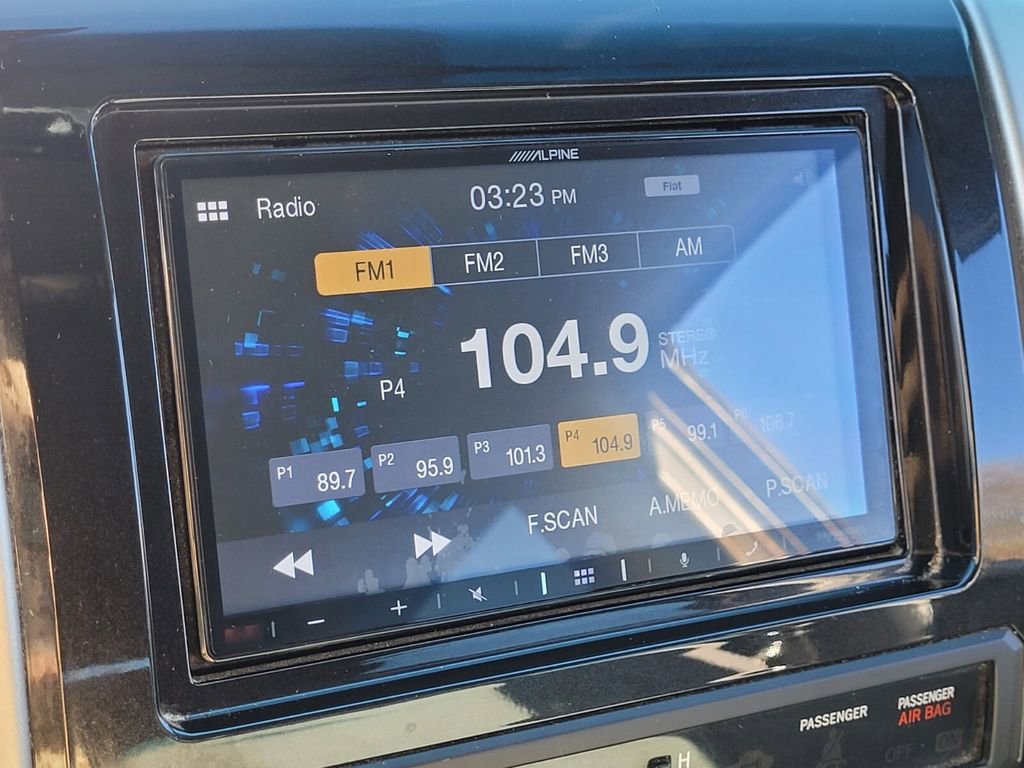 ALPINE
Radio
03:23 PM
Flat
FM1 FM2 FM3 AM
104.9 STEREO
MHz
P4
P1 89.7 P2 95.9 P3 101.3 P4 104.9 P5 99.1 P6 106.7
F.SCAN A.MEMO P.SCAN
PASSENGER
PASSENGER
AIR BAG
OFF ON
H